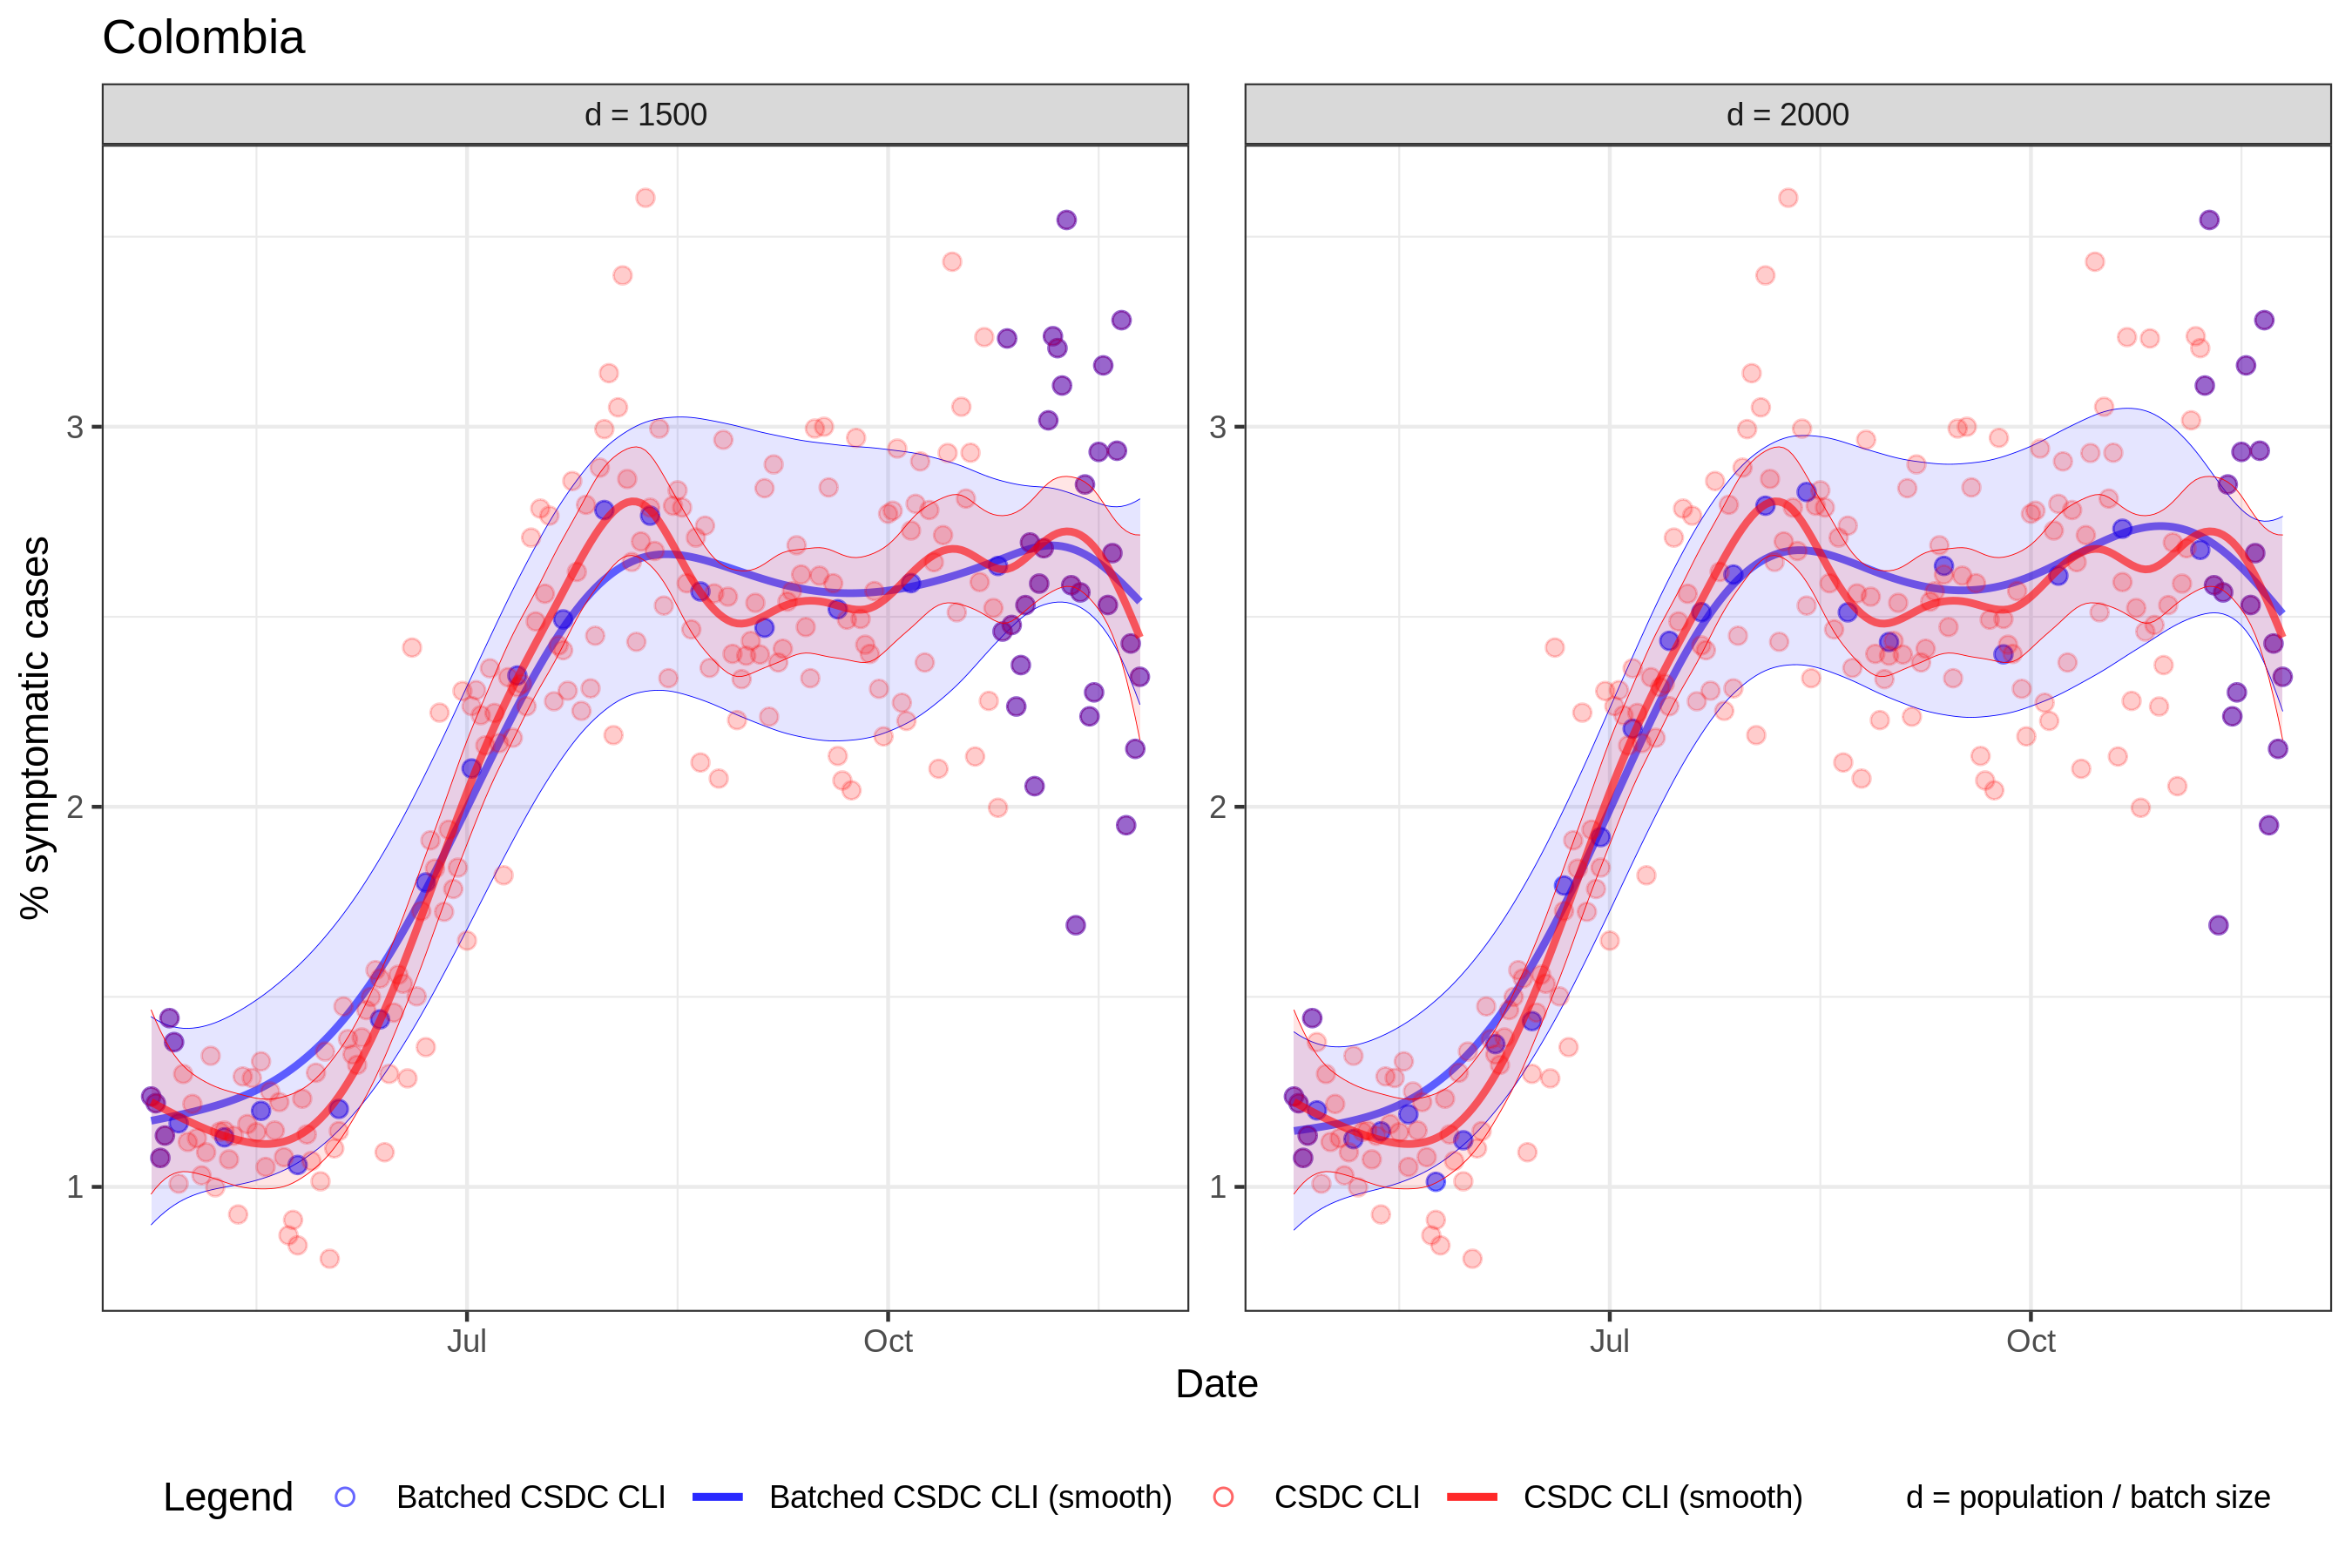 Colombia
d = 1500
d = 2000
% symptomatic cases
3
2
1
3
2
1
Jul
Oct
Jul
Oct
Date
Legend
Batched CSDC CLI
Batched CSDC CLI (smooth)
CSDC CLI
CSDC CLI (smooth)
d = population / batch size